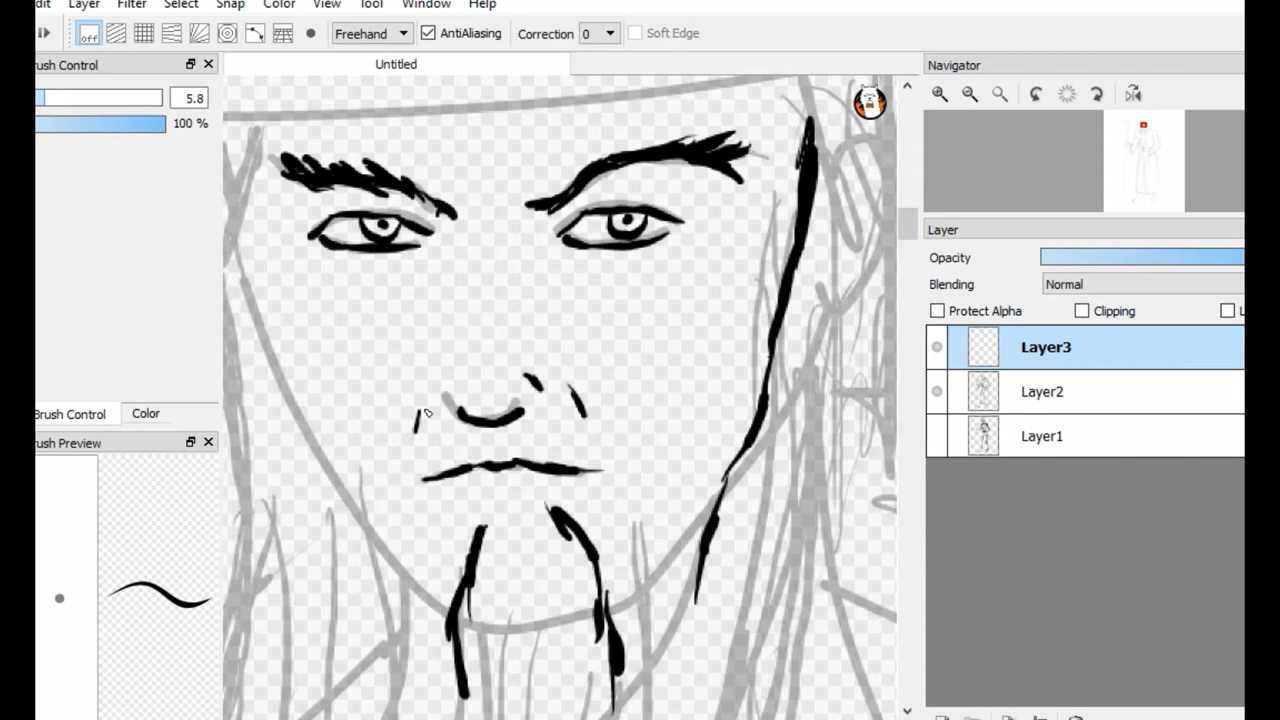 dit Layer Filter Select Snap Color View Tool Window Help
off Freehand AntiAliasing Correction 0 Soft Edge
rush Control
5.8
100 %
Untitled
Brush Control Color
rush Preview
Navigator
Layer
Opacity
Blending Normal
Protect Alpha Clipping L
Layer3
Layer2
Layer1